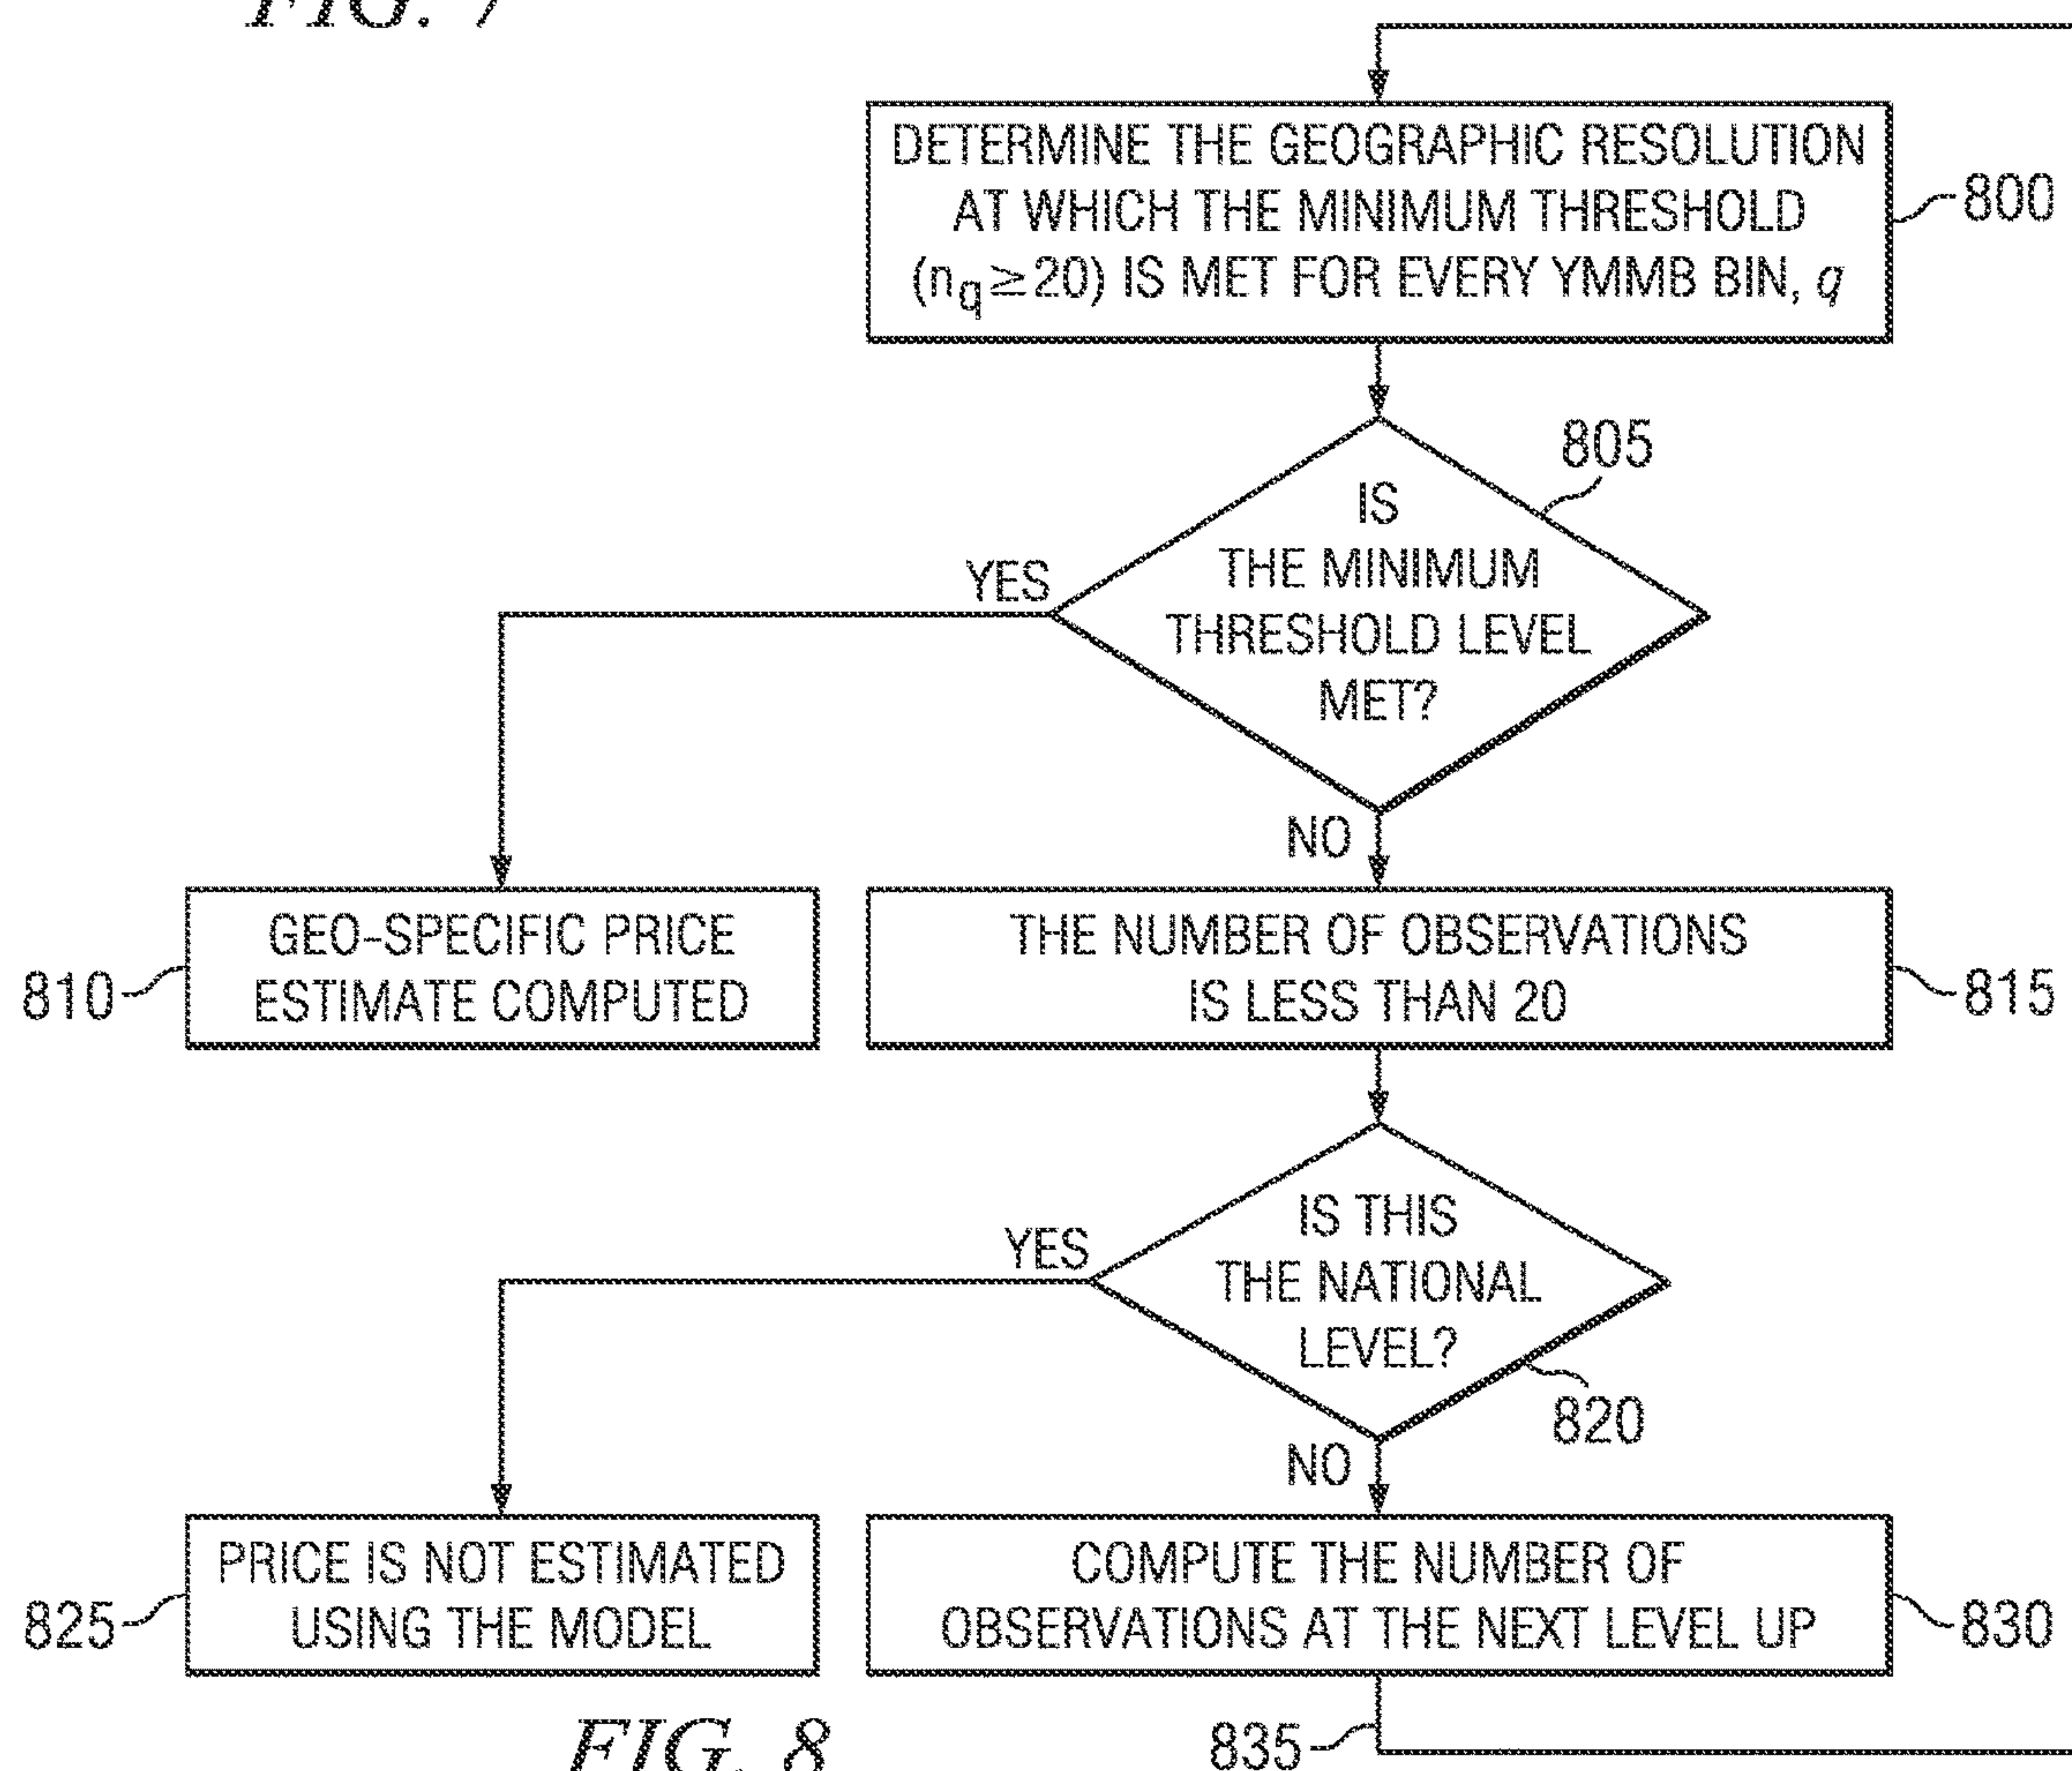 FIG. 7
DETERMINE THE GEOGRAPHIC RESOLUTION
AT WHICH THE MINIMUM THRESHOLD
(nq≥20) IS MET FOR EVERY YMMB BIN, q
800
805
IS
THE MINIMUM
THRESHOLD LEVEL
MET?
YES
NO
GEO-SPECIFIC PRICE
ESTIMATE COMPUTED
810
THE NUMBER OF OBSERVATIONS
IS LESS THAN 20
815
IS THIS
THE NATIONAL
LEVEL?
YES
820
NO
PRICE IS NOT ESTIMATED
USING THE MODEL
825
COMPUTE THE NUMBER OF
OBSERVATIONS AT THE NEXT LEVEL UP
830
FIG. 8
835